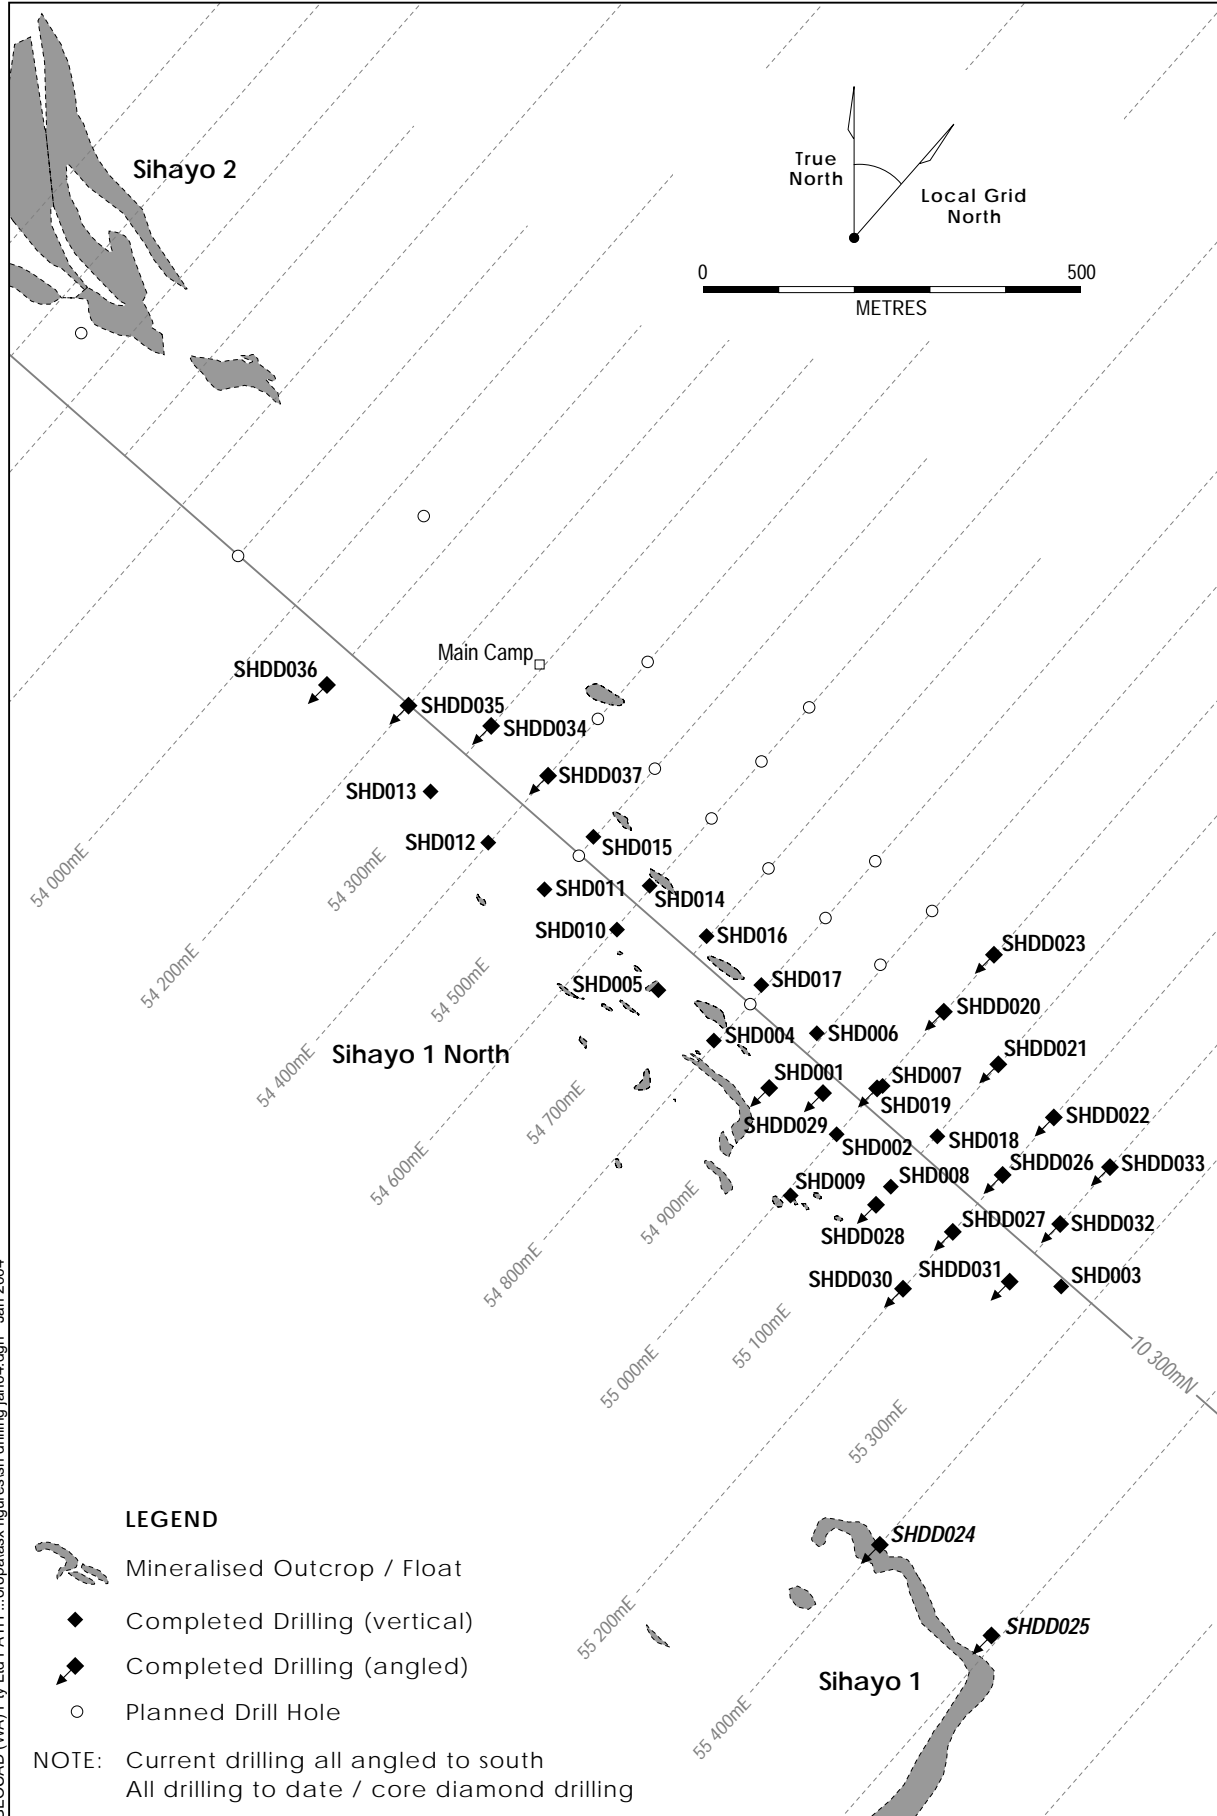 Sihayo 2
True
North
Local Grid
North
0
500
METRES
Main Camp
SHDD036
SHDD035
SHDD034
SHDD037
SHD013
SHD012
SHD015
SHD011
SHD014
SHD010
SHD016
SHD005
SHD017
SHDD023
SHDD020
SHD004
SHD006
SHDD021
SHD001
SHD007
SHD019
SHDD029
SHD002
SHD018
SHDD022
SHD009
SHD008
SHDD026
SHDD033
SHDD028
SHDD027
SHDD032
SHDD030
SHDD031
SHD003
Sihayo 1 North
54 000mE
54 200mE
54 300mE
54 400mE
54 500mE
54 600mE
54 700mE
54 800mE
54 900mE
55 000mE
55 100mE
55 200mE
55 300mE
55 400mE
10 300mN
SHDD024
SHDD025
Sihayo 1
LEGEND
Mineralised Outcrop / Float
Completed Drilling (vertical)
Completed Drilling (angled)
Planned Drill Hole
NOTE: Current drilling all angled to south
All drilling to date / core diamond drilling